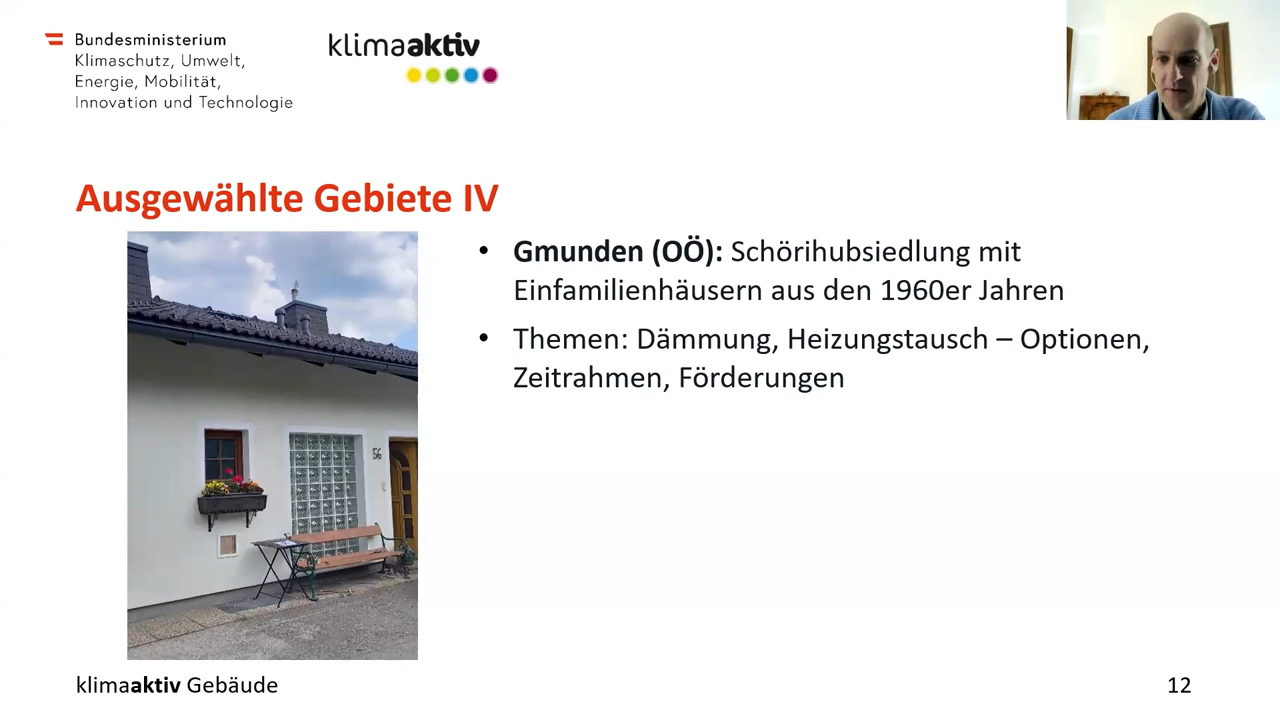 Bundesministerium
Klimaschutz, Umwelt,
Energie, Mobilität,
Innovation und Technologie
klimaaktiv
Ausgewählte Gebiete IV
• Gmunden (OÖ): Schörihubsiedlung mit
Einfamilienhäusern aus den 1960er Jahren
• Themen: Dämmung, Heizungstausch – Optionen,
Zeitrahmen, Förderungen
56
klimaaktiv Gebäude
12